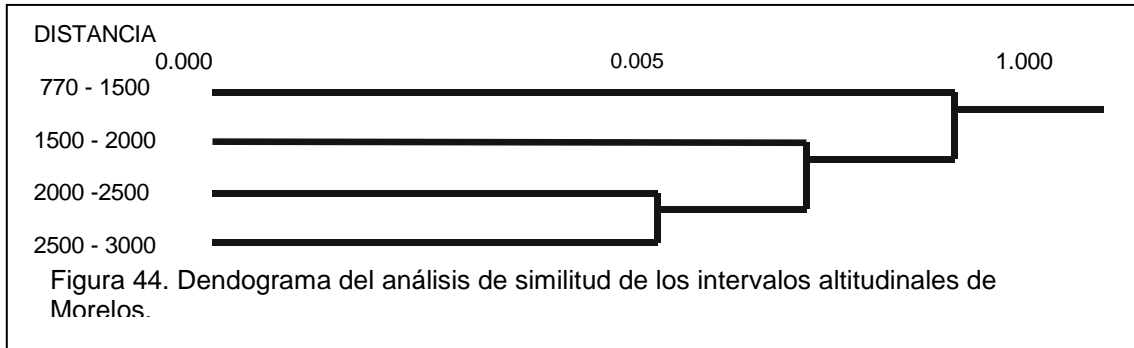 DISTANCIA
0.000 0.005 1.000
770 - 1500
1500 - 2000
2000 -2500
2500 - 3000
Figura 44. Dendograma del análisis de similitud de los intervalos altitudinales de
Morelos.